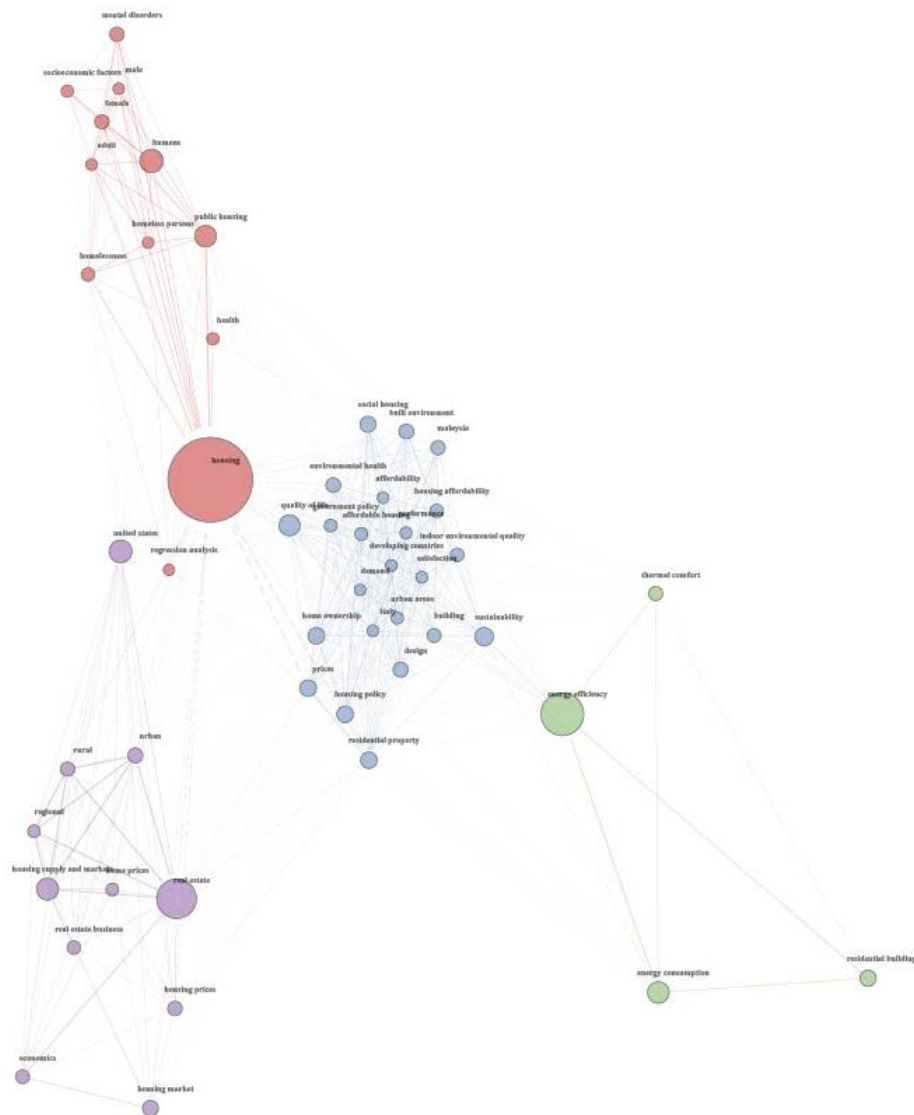 mental disorders
socioeconomic factors
male
female
humans
adult
public housing
homeless persons
homelessness
health
social housing
built environment
malaysia
housing
environmental health
affordability
housing affordability
quality of life
government policy
affordable housing
performance
united states
indoor environmental quality
regression analysis
developing countries
satisfaction
demand
thermal comfort
urban areas
italy
home ownership
building
sustainability
design
prices
housing policy
energy efficiency
urban
residential property
rural
regional
housing supply and markets
home prices
real estate
real estate business
residential building
energy consumption
housing prices
economics
housing market